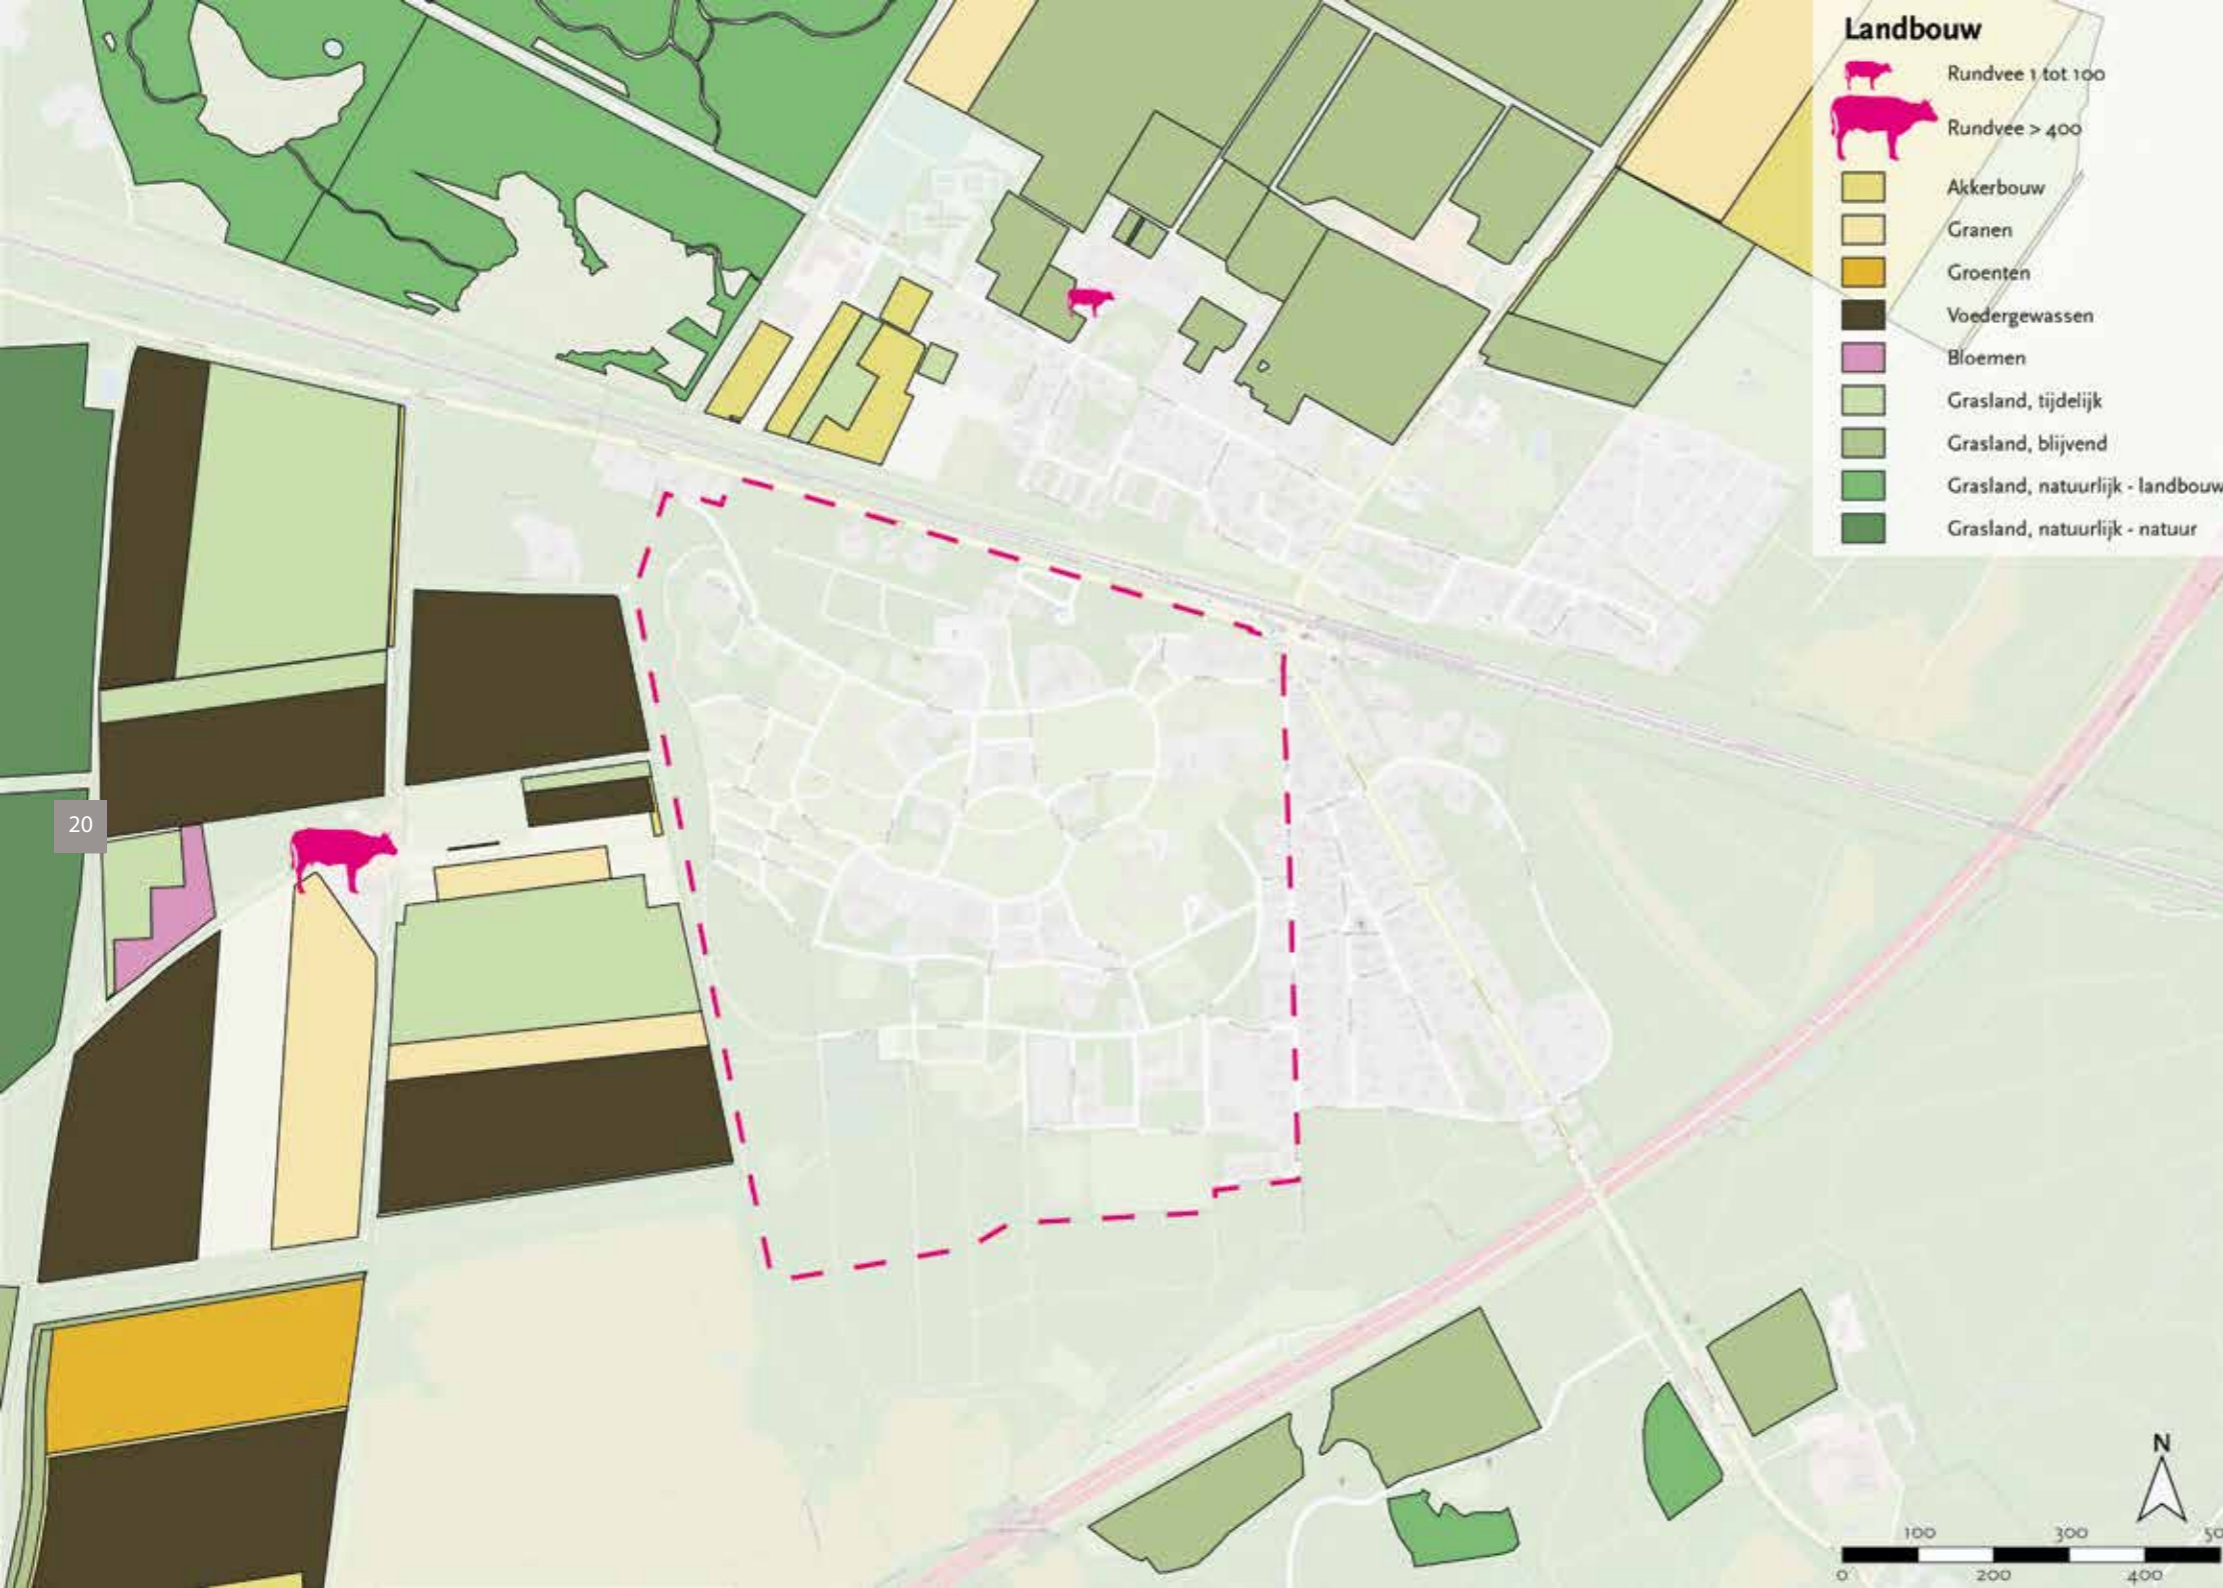 Landbouw
Rundvee 1 tot 100
Rundvee > 400
Akkerbouw
Granen
Groenten
Voedergewassen
Bloemen
Grasland, tijdelijk
Grasland, blijvend
Grasland, natuurlijk - landbouw
Grasland, natuurlijk - natuur
20
N
100 300
0 200 400